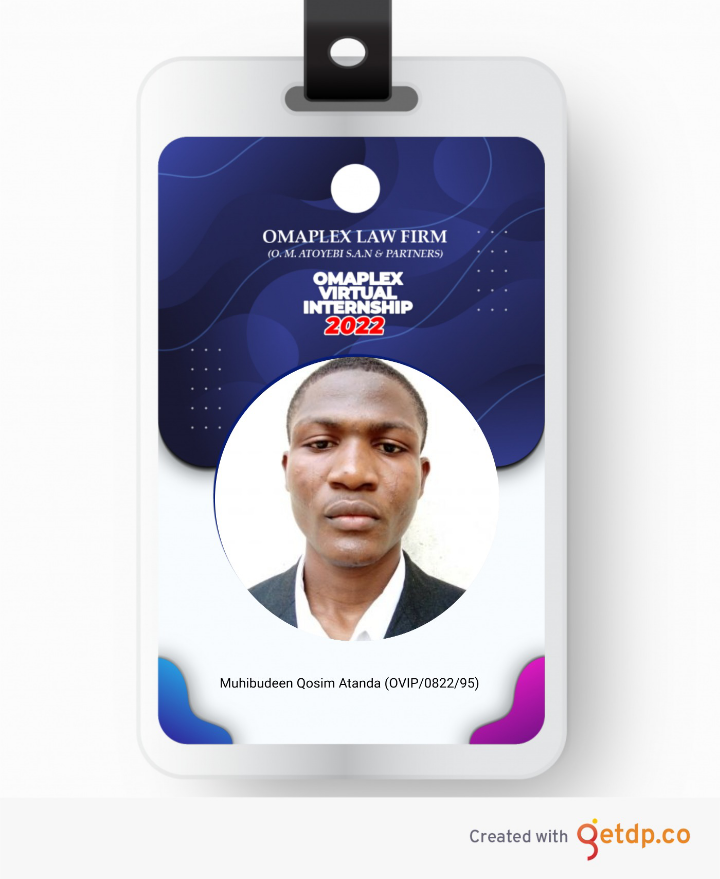 OMAPLEX LAW FIRM
(O. M. ATOYEBI S.A.N & PARTNERS)
OMAPLEX
VIRTUAL
INTERNSHIP
2022
Muhibudeen Qosim Atanda (OVIP/0822/95)
Created with getdp.co